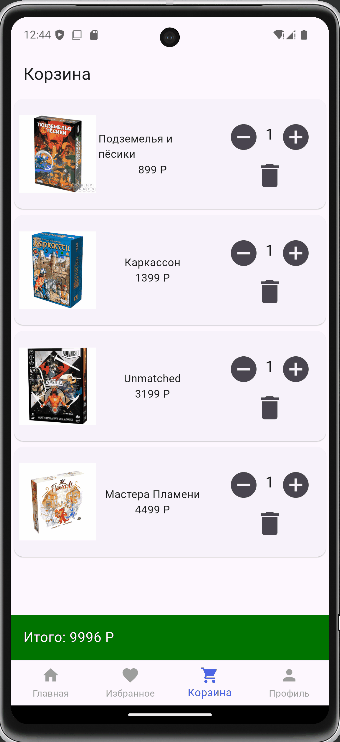 12:44
Корзина
Подземелья и
пёсики
899 Р
1
Каркассон
1399 Р
1
Unmatched
3199 Р
1
Мастера Пламени
4499 Р
1
Итого: 9996 Р
Главная
Избранное
Корзина
Профиль